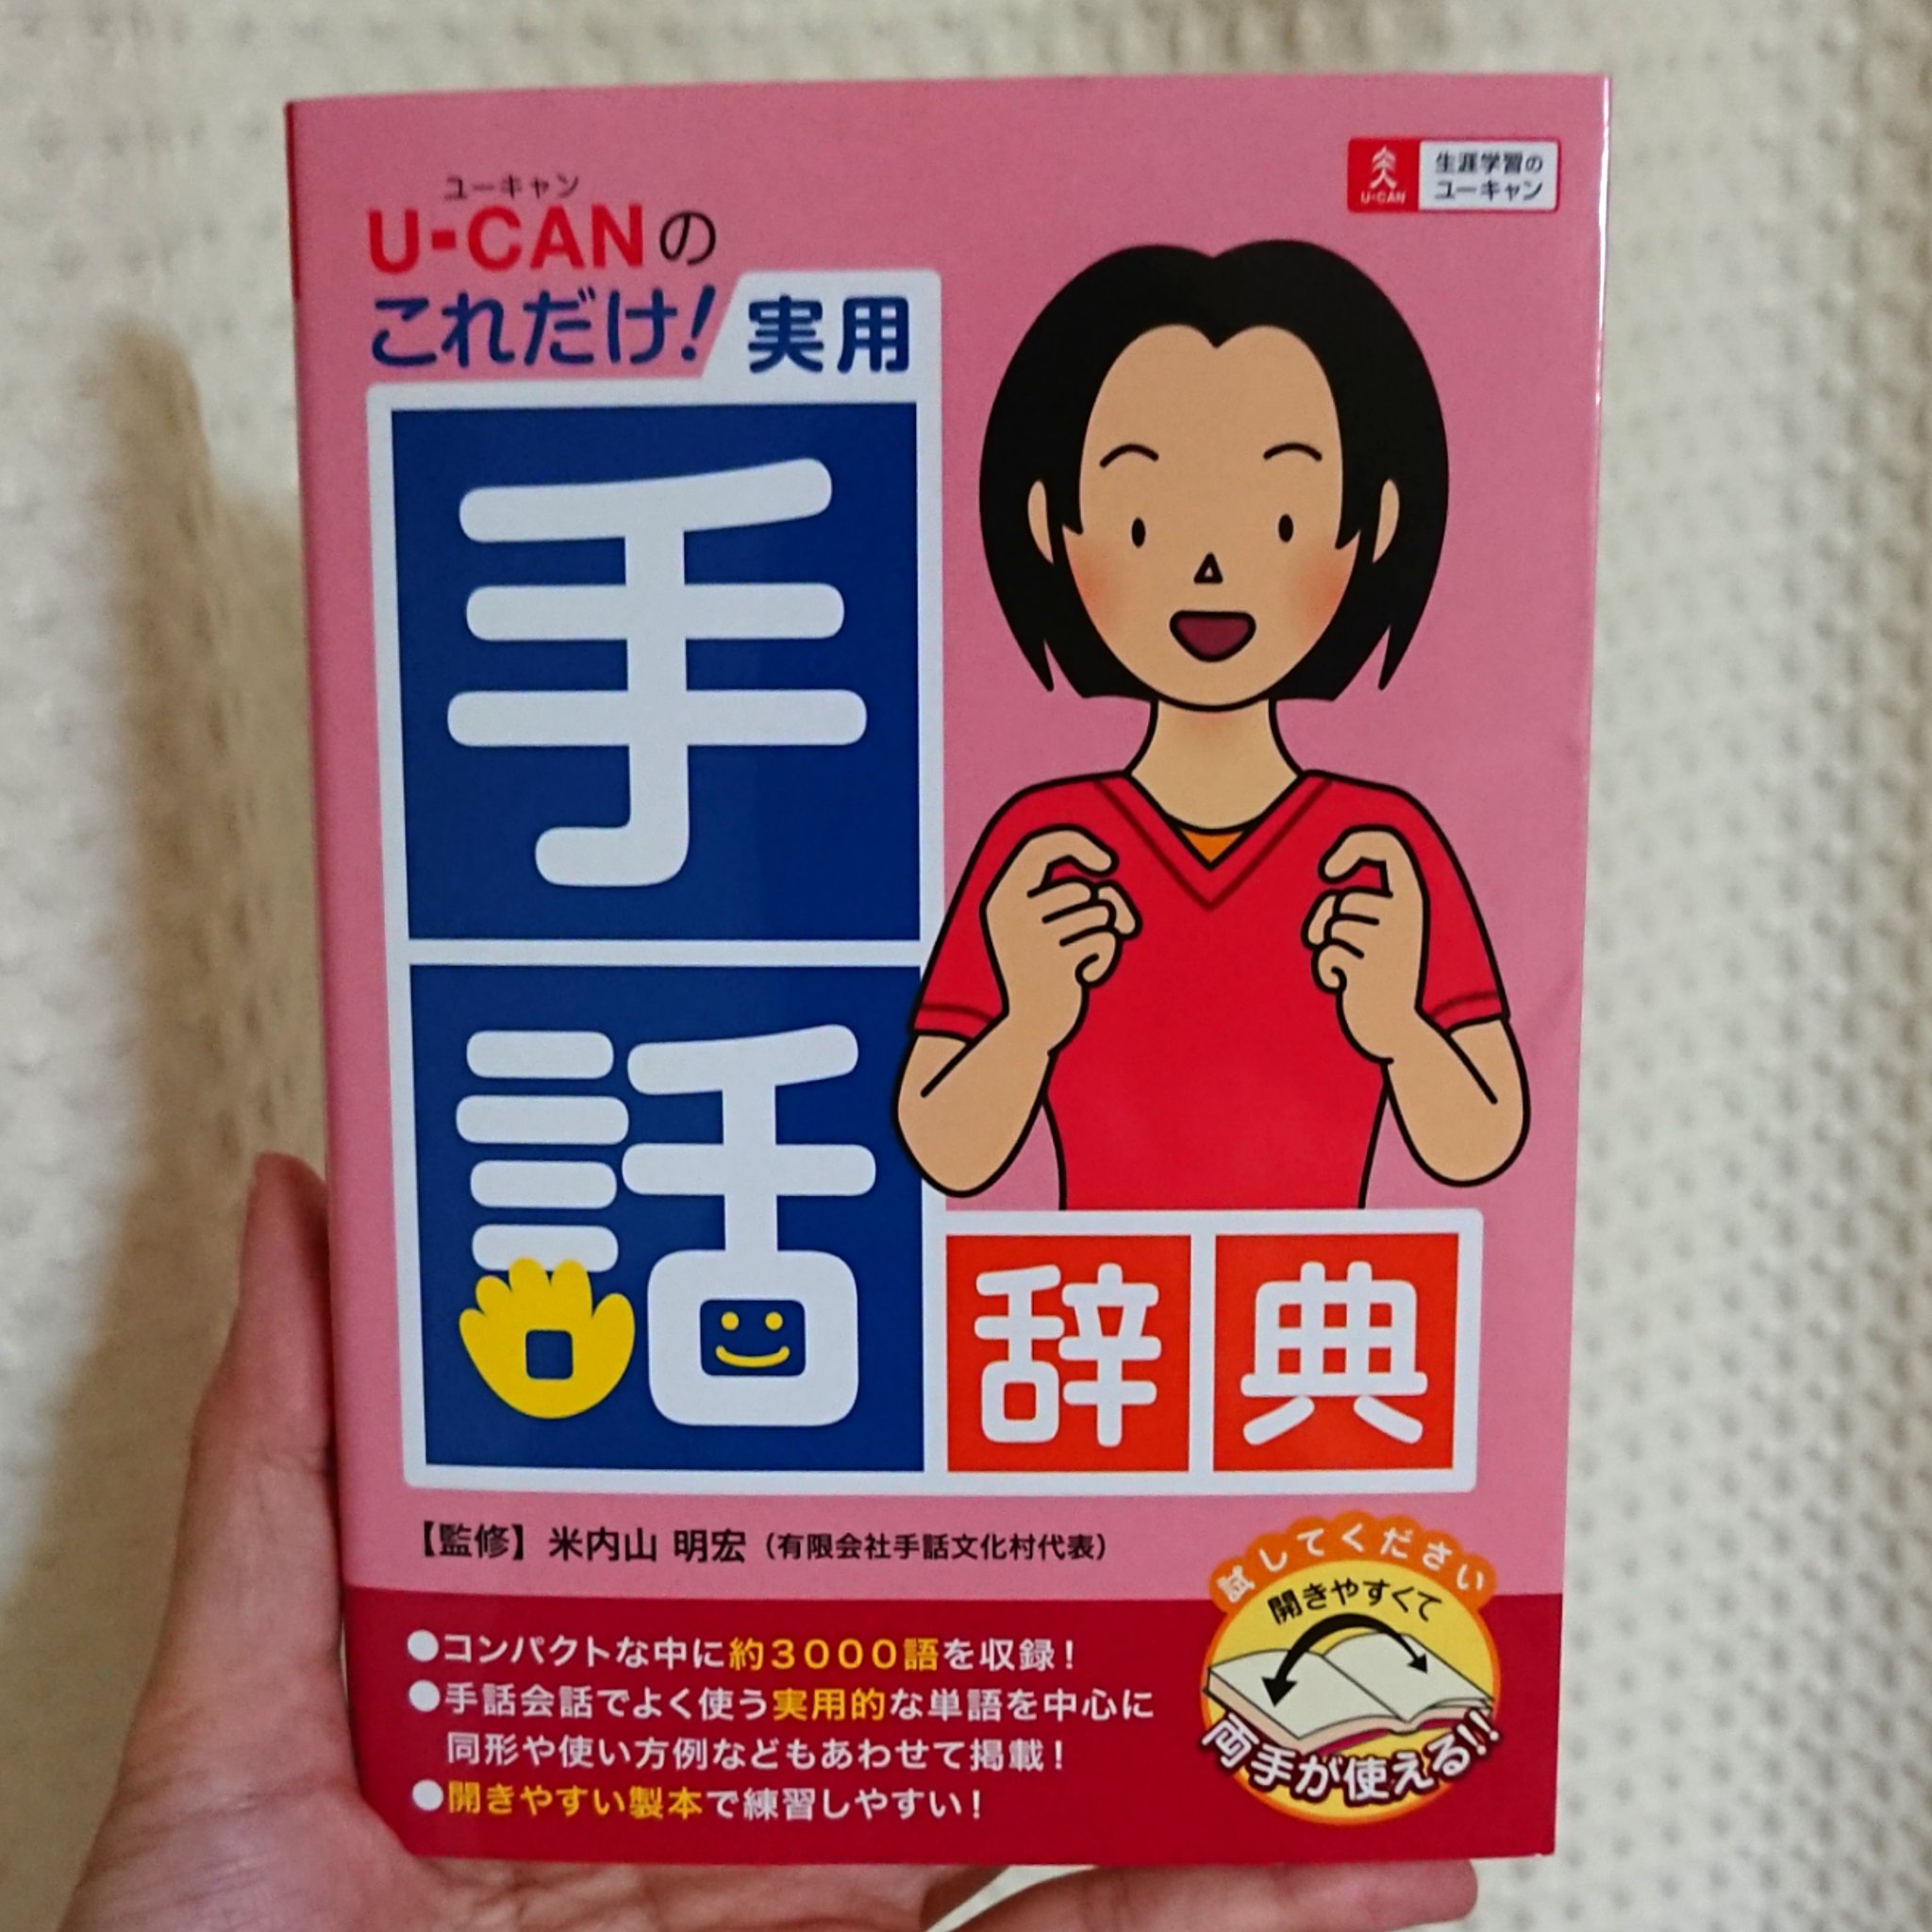 生涯学習の
ユーキャン
U-CAN
ユーキャン
U-CANの
これだけ!実用
手話
辞典
【監修】米内山 明宏(有限会社手話文化村代表)
●コンパクトな中に約3000語を収録!
●手話会話でよく使う実用的な単語を中心に
同形や使い方例などもあわせて掲載!
●開きやすい製本で練習しやすい!
試してください
開きやすくて
両手が使える!!